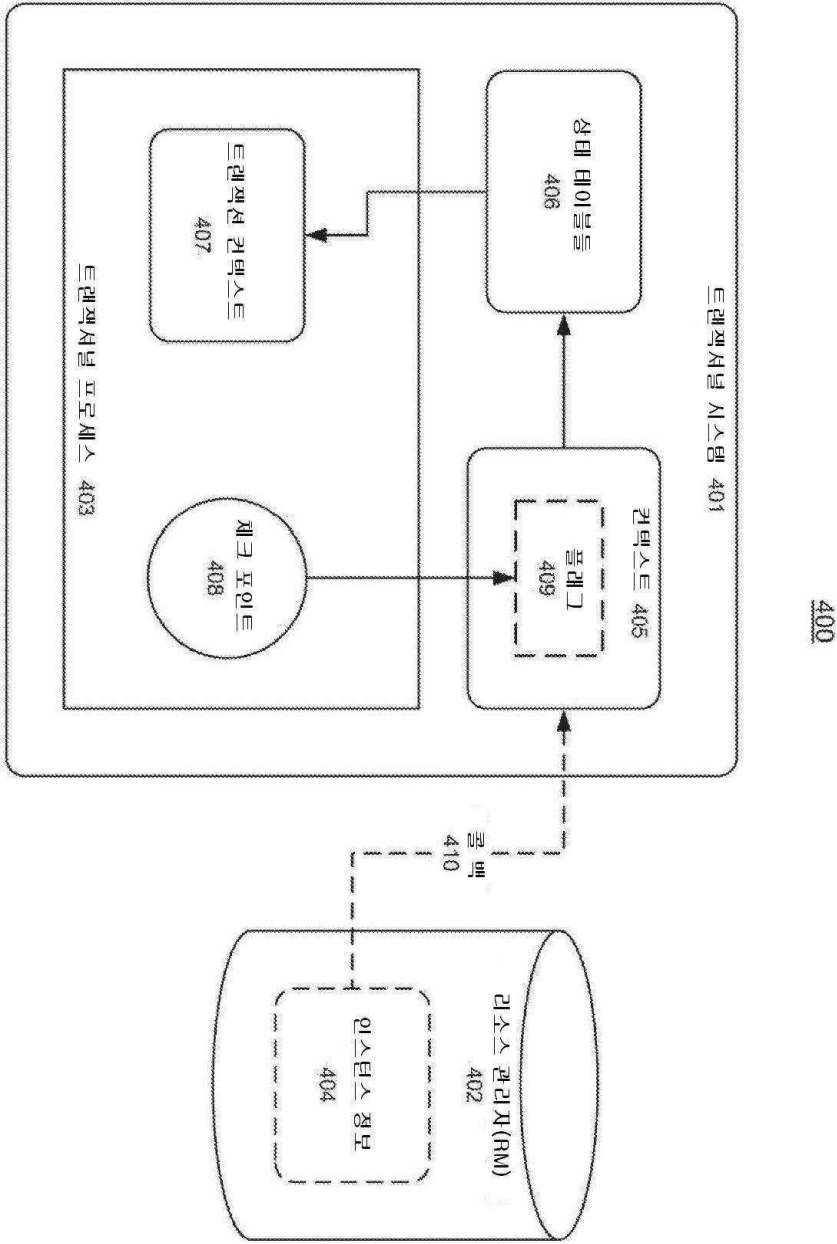 400
트랜잭셔널 시스템 401
상태 테이블들
406
컨텍스트 405
플래그
409
트랜잭션 컨텍스트
407
체크 포인트
408
트랜잭셔널 프로세스 403
콜백
410
리소스 관리자(RM)
402
인스턴스 정보
404